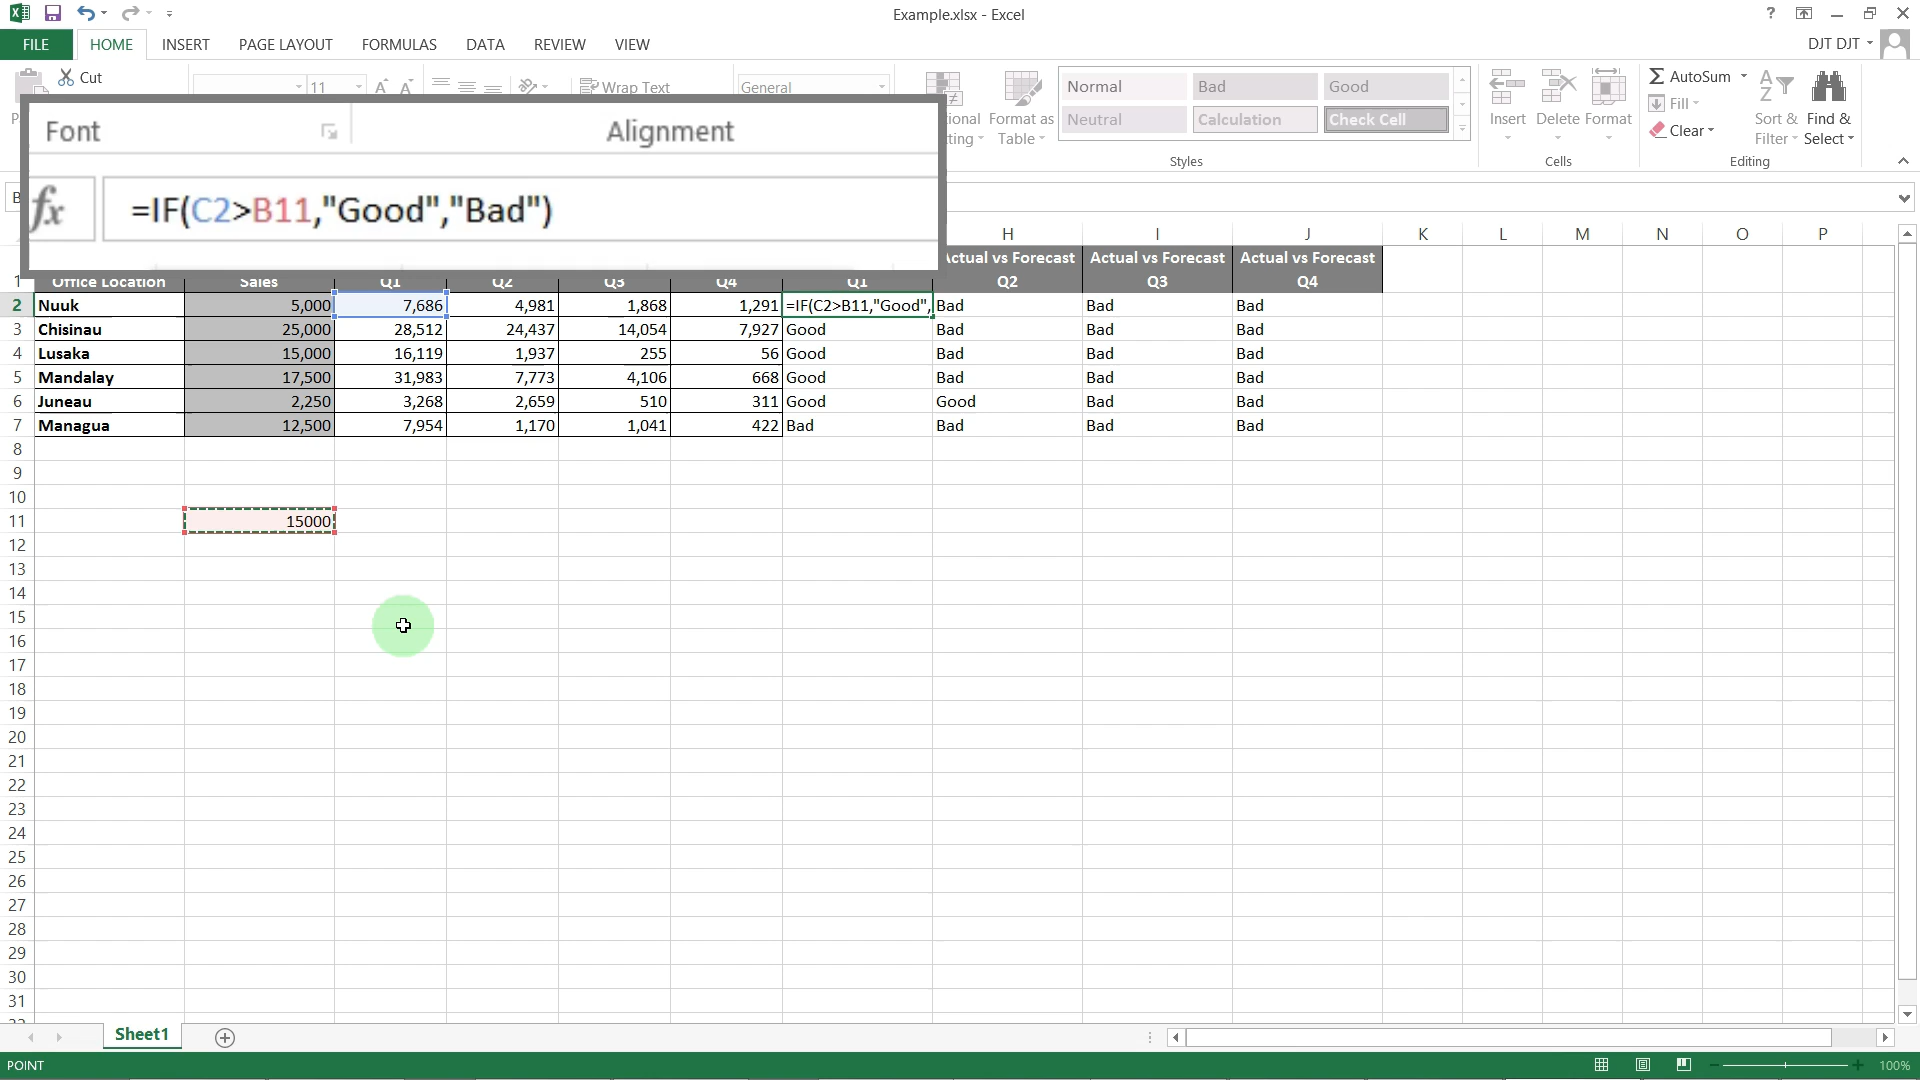 Example.xlsx - Excel
?
FILE HOME INSERT PAGE LAYOUT FORMULAS DATA REVIEW VIEW
DJT DJT
Cut
11
Wrap Text
General
Format as
Table
Normal Bad Good
Neutral Calculation Check Cell
Styles
Insert Delete Format
Cells
AutoSum
Fill
Clear
Sort &
Filter
Find &
Select
Editing
Font Alignment
fx =IF(C2>B11,"Good","Bad")
H I J K L M N O P
Actual vs Forecast Actual vs Forecast
1 Office Location Sales Q1 Q2 Q3 Q4 Q1 Q2 Q3 Q4
2 Nuuk 5,000 7,686 4,981 1,868 1,291 =IF(C2>B11,"Good", Bad Bad Bad
3 Chisinau 25,000 28,512 24,437 14,054 7,927 Good Bad Bad Bad
4 Lusaka 15,000 16,119 1,937 255 56 Good Bad Bad Bad
5 Mandalay 17,500 31,983 7,773 4,106 668 Good Bad Bad Bad
6 Juneau 2,250 3,268 2,659 510 311 Good Good Bad Bad
7 Managua 12,500 7,954 1,170 1,041 422 Bad Bad Bad Bad
8
9
10
11 15000
12
13
14
15
16
17
18
19
20
21
22
23
24
25
26
27
28
29
30
31
Sheet1
POINT
100%